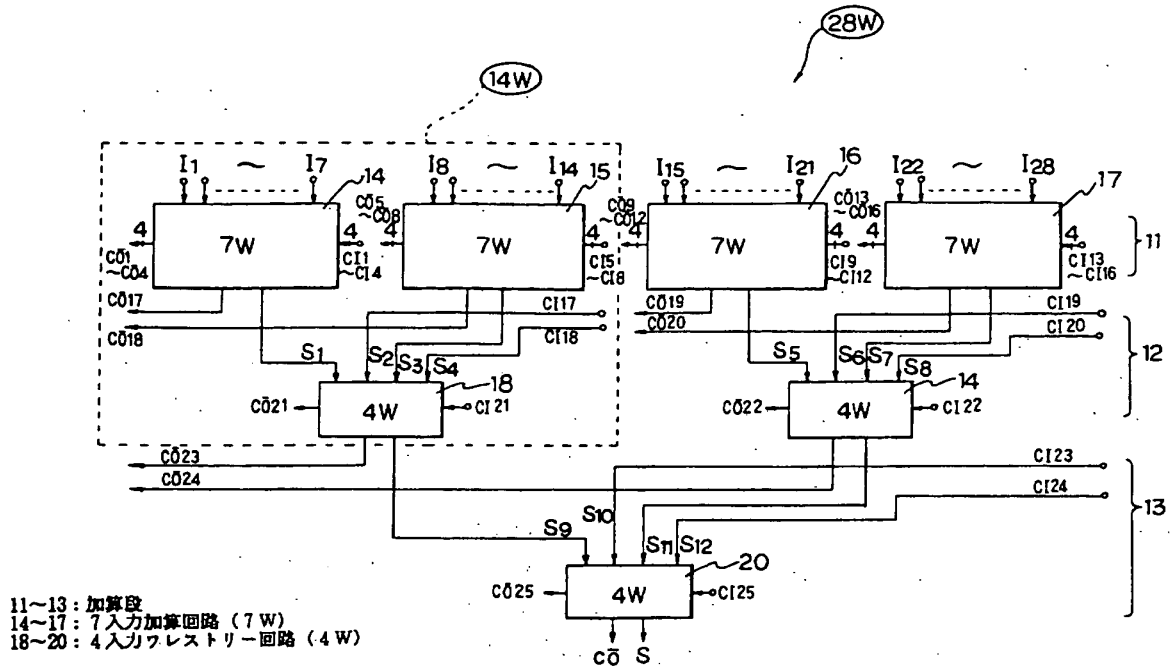 28W
14W
I1 ~ I7 14
I8 ~ I14 15
I15 ~ I21 16
I22 ~ I28 17
CŌ5
~CŌ8
CŌ9
~CŌ12
CŌ13
~CŌ16
4 7W 4
4 7W 4
4 7W 4
4 7W 4
11
CŌ1
~CŌ4
CI1
~CI4
CI5
~CI8
CI9
~CI12
CI13
~CI16
CŌ17 CI17 CŌ19 CI19
CŌ18 CI18 CŌ20 CI20
12
S1 S2 S3 S4 S5 S6 S7 S8
18 14
CŌ21 4W CI21 CŌ22 4W CI22
CŌ23 CI23
CŌ24 CI24
13
S9 S10 S11 S12
20
CŌ25 4W CI25
CŌ S
11~13:加算段
14~17:7入力加算回路(7W)
18~20:4入力ワレストリー回路(4W)